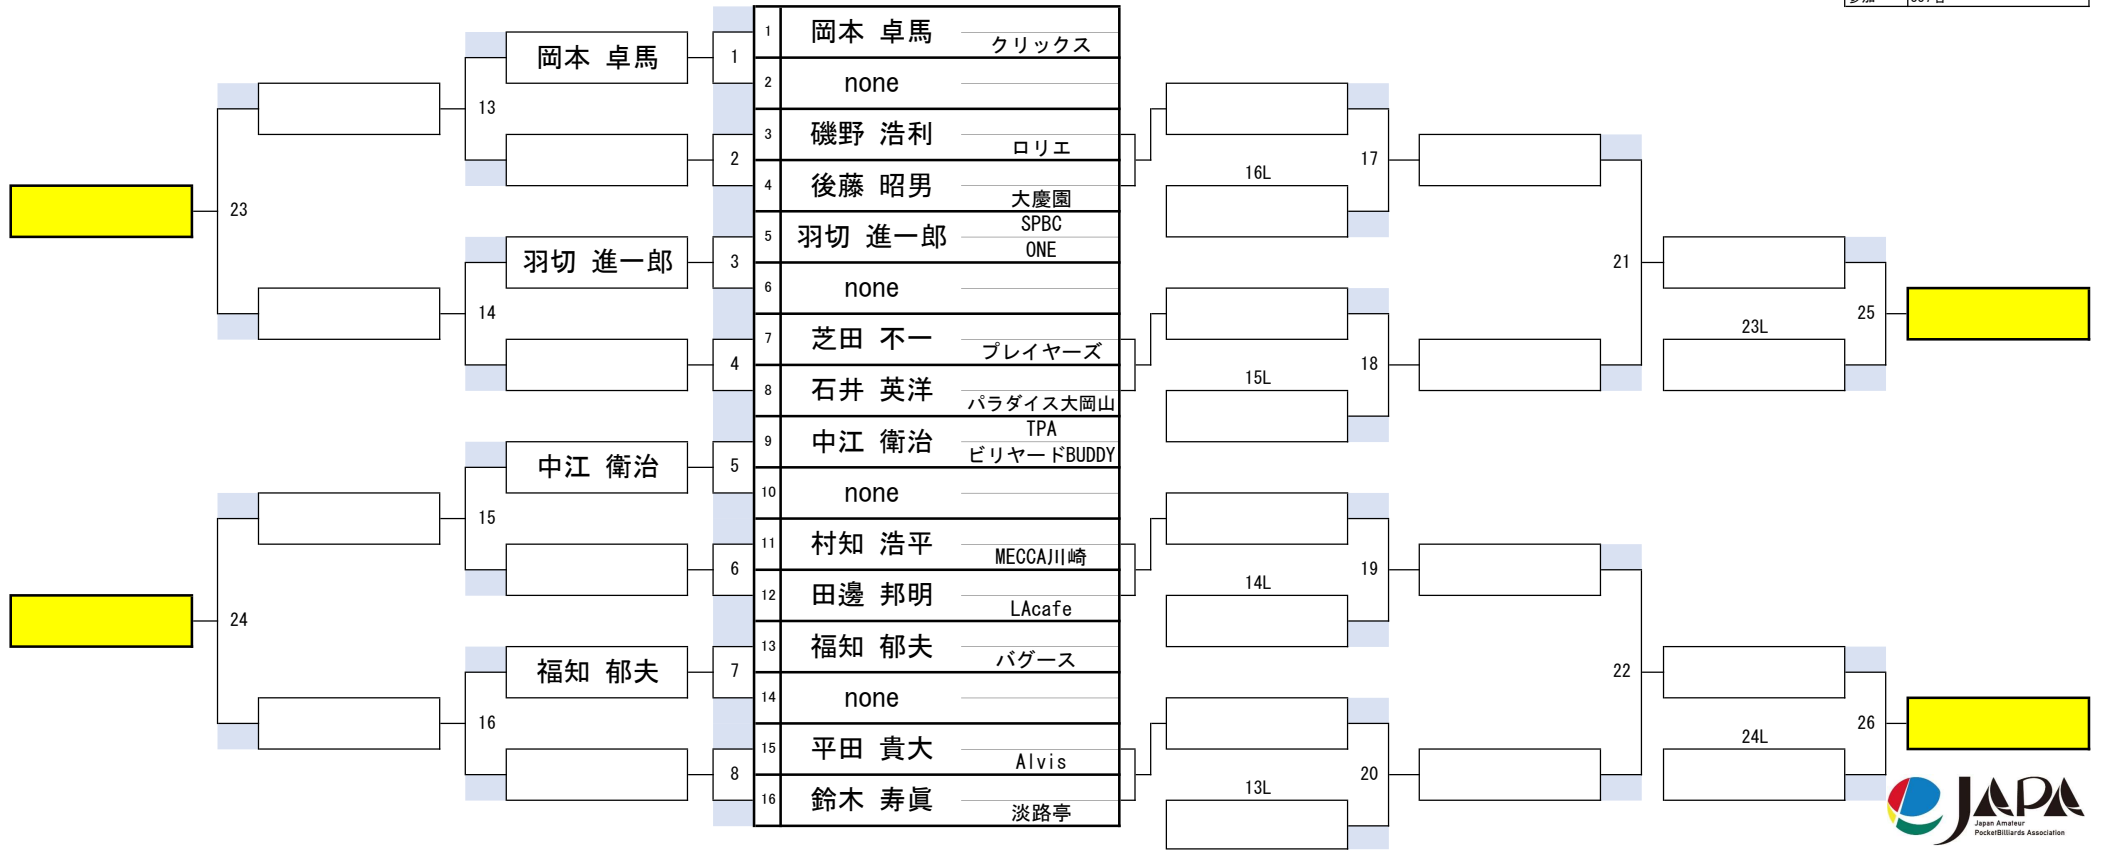 1 岡本 卓馬 クリックス
2 none
3 磯野 浩利 ロリエ
4 後藤 昭男 大慶園
5 羽切 進一郎 SPBC ONE
6 none
7 芝田 不一 プレイヤーズ
8 石井 英洋 パラダイス大岡山
9 中江 衛治 TPA ビリヤードBUDDY
10 none
11 村知 浩平 MECCA川崎
12 田邊 邦明 LAcafe
13 福知 郁夫 バグース
14 none
15 平田 貴大 Alvis
16 鈴木 寿眞 淡路亭
岡本 卓馬 1
13
2
23
羽切 進一郎 3
14
4
中江 衛治 5
15
6
24
福知 郁夫 7
16
8
16L
17
21
15L
18
23L
25
14L
19
22
13L
20
24L
26
JAPA
Japan Amateur
PocketBilliards Association